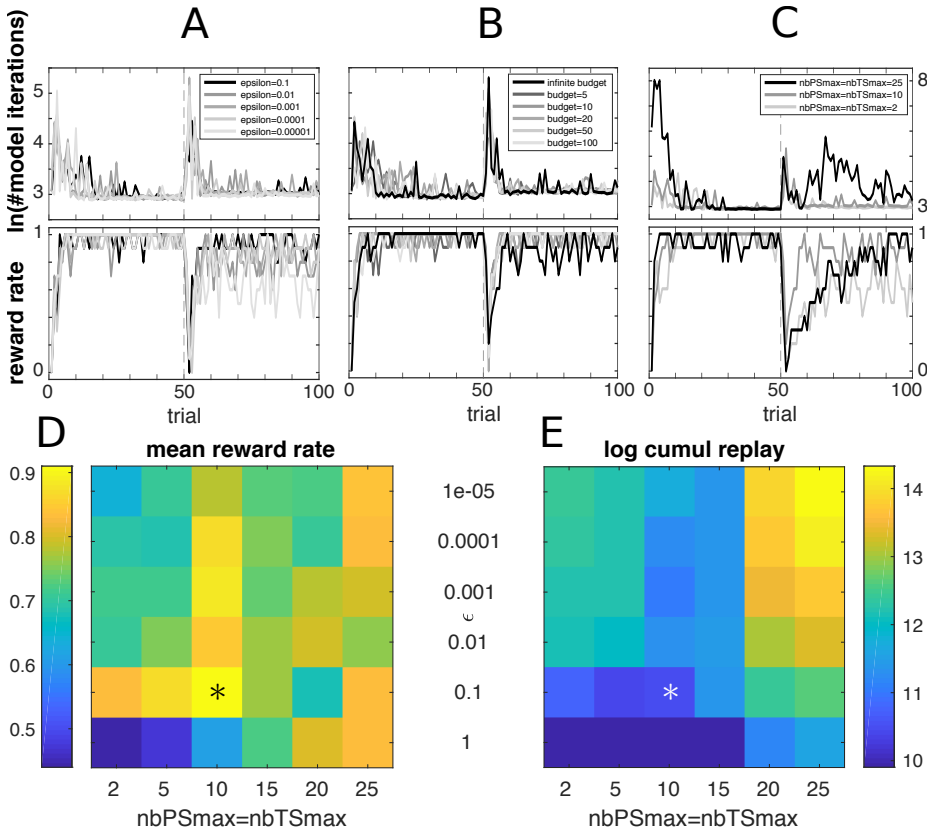 A
B
C
ln(#model iterations)
5
4
3
epsilon=0.1
epsilon=0.01
epsilon=0.001
epsilon=0.0001
epsilon=0.00001
infinite budget
budget=5
budget=10
budget=20
budget=50
budget=100
nbPSmax=nbTSmax=25
nbPSmax=nbTSmax=10
nbPSmax=nbTSmax=2
8
3
reward rate
1
0
1
0
0 50 100
0 50 100
0 50 100
trial
trial
trial
D
mean reward rate
E
log cumul replay
0.9
0.8
0.7
0.6
0.5
*
1e-05
0.0001
0.001
ϵ
0.01
0.1
1
*
14
13
12
11
10
2 5 10 15 20 25
2 5 10 15 20 25
nbPSmax=nbTSmax
nbPSmax=nbTSmax